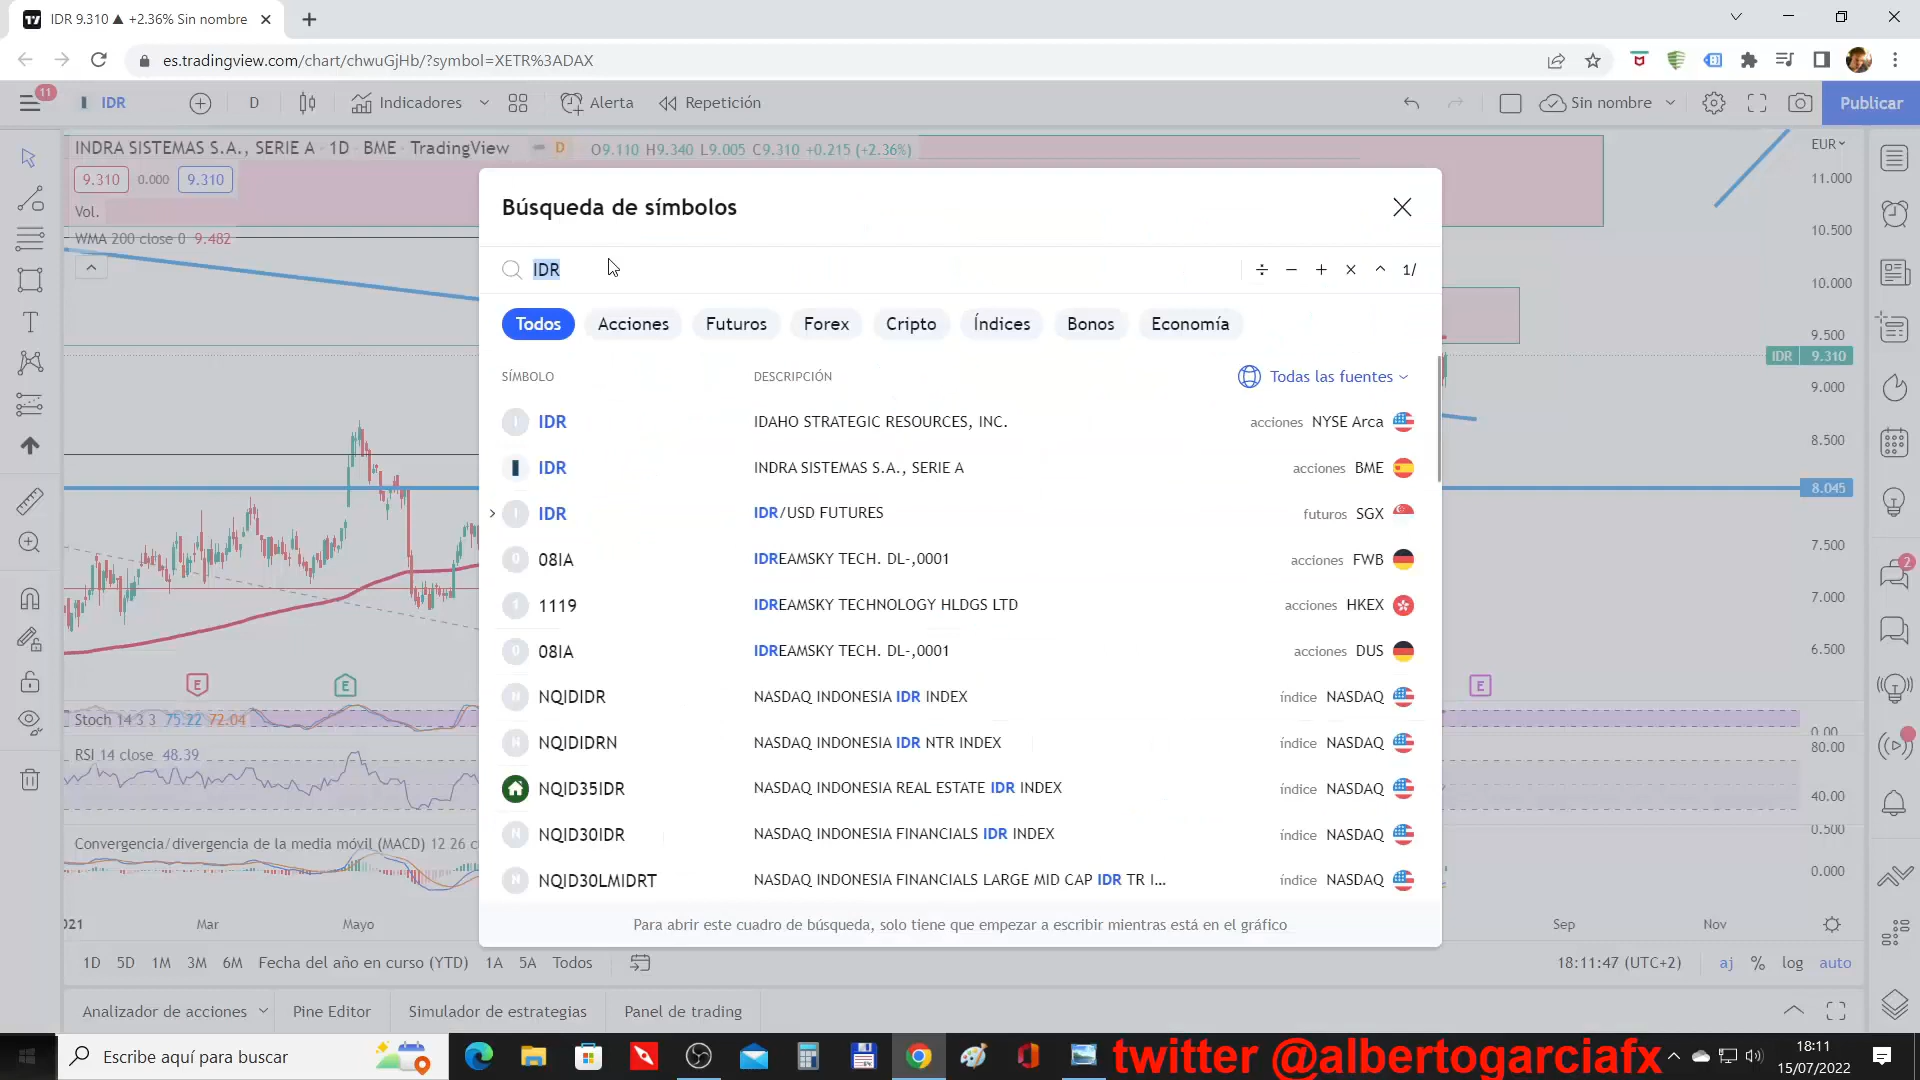 IDR 9.310 ▲ +2.36% Sin nombre
es.tradingview.com/chart/chwuGjHb/?symbol=XETR%3ADAX
11
IDR
D
Indicadores
Alerta
Repetición
Sin nombre
Publicar
INDRA SISTEMAS S.A., SERIE A · 1D · BME · TradingView
D
O9.110 H9.340 L9.005 C9.310 +0.215 (+2.36%)
EUR
9.310 0.000 9.310
Vol.
WMA 200 close 0 9.482
11.000
10.500
10.000
9.500
IDR 9.310
9.000
8.500
8.045
7.500
7.000
6.500
Búsqueda de símbolos
IDR
÷ − + × ^ 1/
Todos Acciones Futuros Forex Cripto Índices Bonos Economía
SÍMBOLO DESCRIPCIÓN Todas las fuentes
IDR IDAHO STRATEGIC RESOURCES, INC. acciones NYSE Arca
IDR INDRA SISTEMAS S.A., SERIE A acciones BME
IDR IDR/USD FUTURES futuros SGX
08IA IDREAMSKY TECH. DL-,0001 acciones FWB
1119 IDREAMSKY TECHNOLOGY HLDGS LTD acciones HKEX
08IA IDREAMSKY TECH. DL-,0001 acciones DUS
NQIDIDR NASDAQ INDONESIA IDR INDEX índice NASDAQ
NQIDIDRN NASDAQ INDONESIA IDR NTR INDEX índice NASDAQ
NQID35IDR NASDAQ INDONESIA REAL ESTATE IDR INDEX índice NASDAQ
NQID30IDR NASDAQ INDONESIA FINANCIALS IDR INDEX índice NASDAQ
NQID30LMIDRT NASDAQ INDONESIA FINANCIALS LARGE MID CAP IDR TR I... índice NASDAQ
Para abrir este cuadro de búsqueda, solo tiene que empezar a escribir mientras está en el gráfico
E
E
E
2
Stoch 14 3 3 75.22 72.04
0.00
RSI 14 close 48.39
80.00
40.00
Convergencia/divergencia de la media móvil (MACD) 12 26 c
0.500
0.000
Mar Mayo Sep Nov
1D 5D 1M 3M 6M Fecha del año en curso (YTD) 1A 5A Todos
18:11:47 (UTC+2) aj % log auto
Analizador de acciones Pine Editor Simulador de estrategias Panel de trading
Escribe aquí para buscar
twitter @albertogarciafx
18:11
15/07/2022